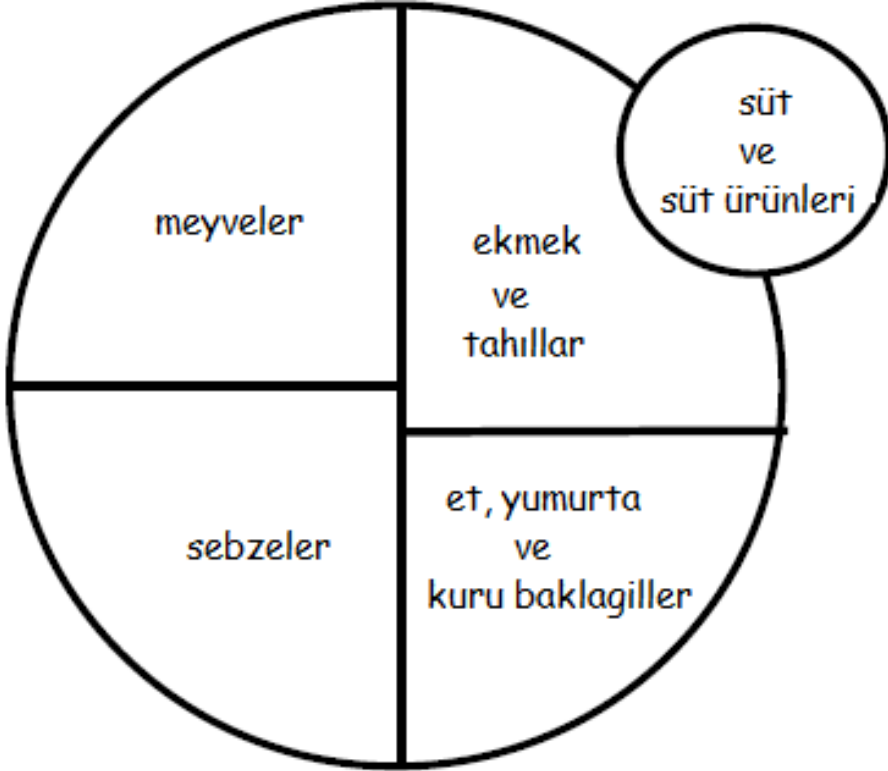 meyveler
ekmek
ve
tahıllar
süt
ve
süt ürünleri
sebzeler
et, yumurta
ve
kuru baklagiller